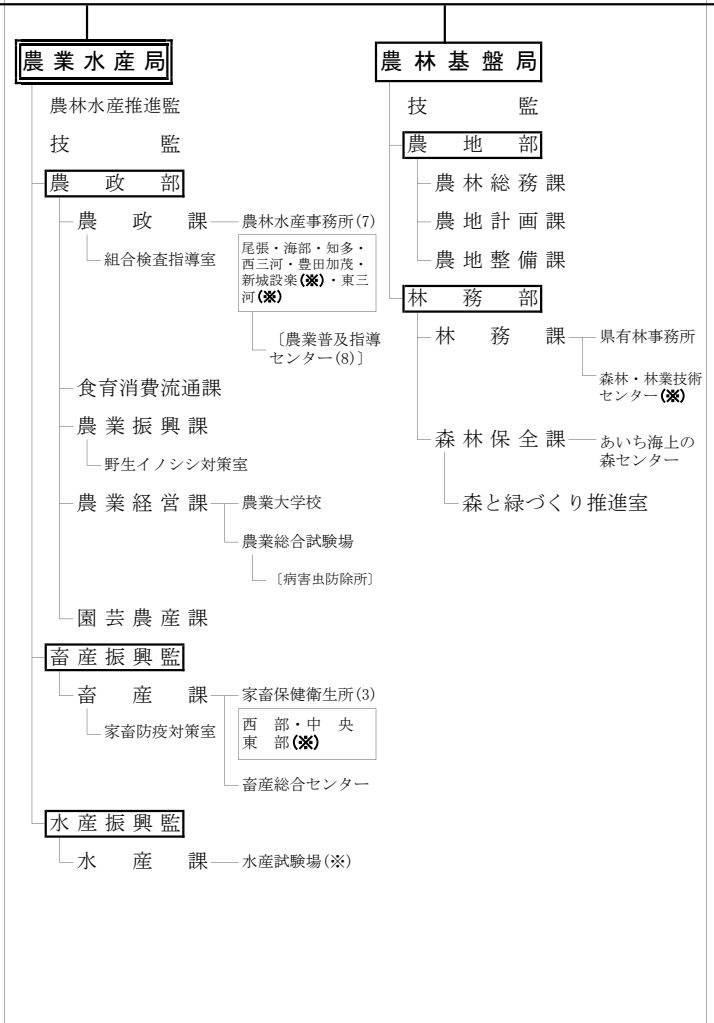 農業水産局
農林水産推進監
技監
農政部
農政課
農林水産事務所(7)
尾張・海部・知多・
西三河・豊田加茂・
新城設楽(※)・東三
河(※)
〔農業普及指導
センター(8)〕
組合検査指導室
食育消費流通課
農業振興課
野生イノシシ対策室
農業経営課
農業大学校
農業総合試験場
〔病害虫防除所〕
園芸農産課
畜産振興監
畜産課
家畜保健衛生所(3)
西部・中央
東部(※)
家畜防疫対策室
畜産総合センター
水産振興監
水産課
水産試験場(※)
農林基盤局
技監
農地部
農林総務課
農地計画課
農地整備課
林務部
林務課
県有林事務所
森林・林業技術
センター(※)
森林保全課
あいち海上の
森センター
森と緑づくり推進室